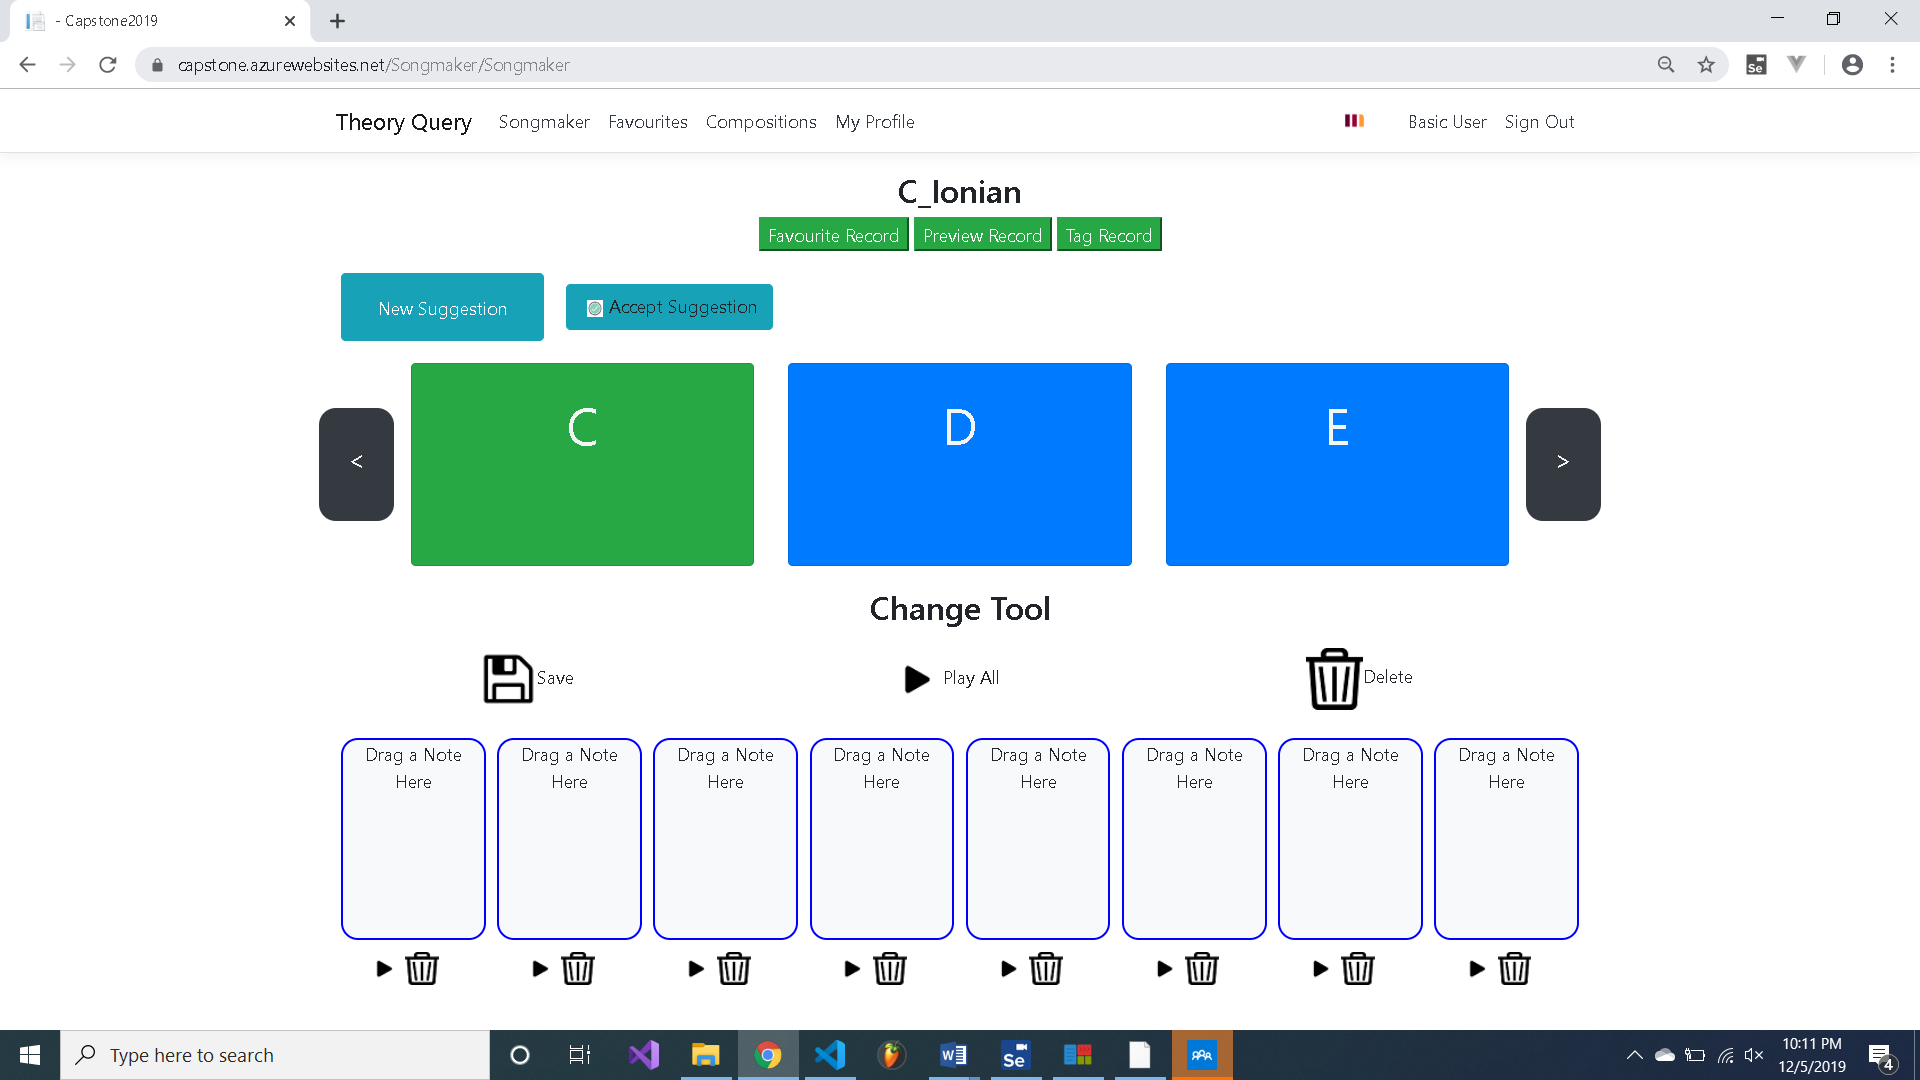 - Capstone2019
capstone.azurewebsites.net/Songmaker/Songmaker
Se
Theory Query Songmaker Favourites Compositions My Profile Basic User Sign Out
C_Ionian
Favourite Record Preview Record Tag Record
New Suggestion Accept Suggestion
< C D E >
Change Tool
Save Play All Delete
Drag a Note Drag a Note Drag a Note Drag a Note Drag a Note Drag a Note Drag a Note Drag a Note
Here Here Here Here Here Here Here Here
Type here to search
W
Se
10:11 PM
12/5/2019
4